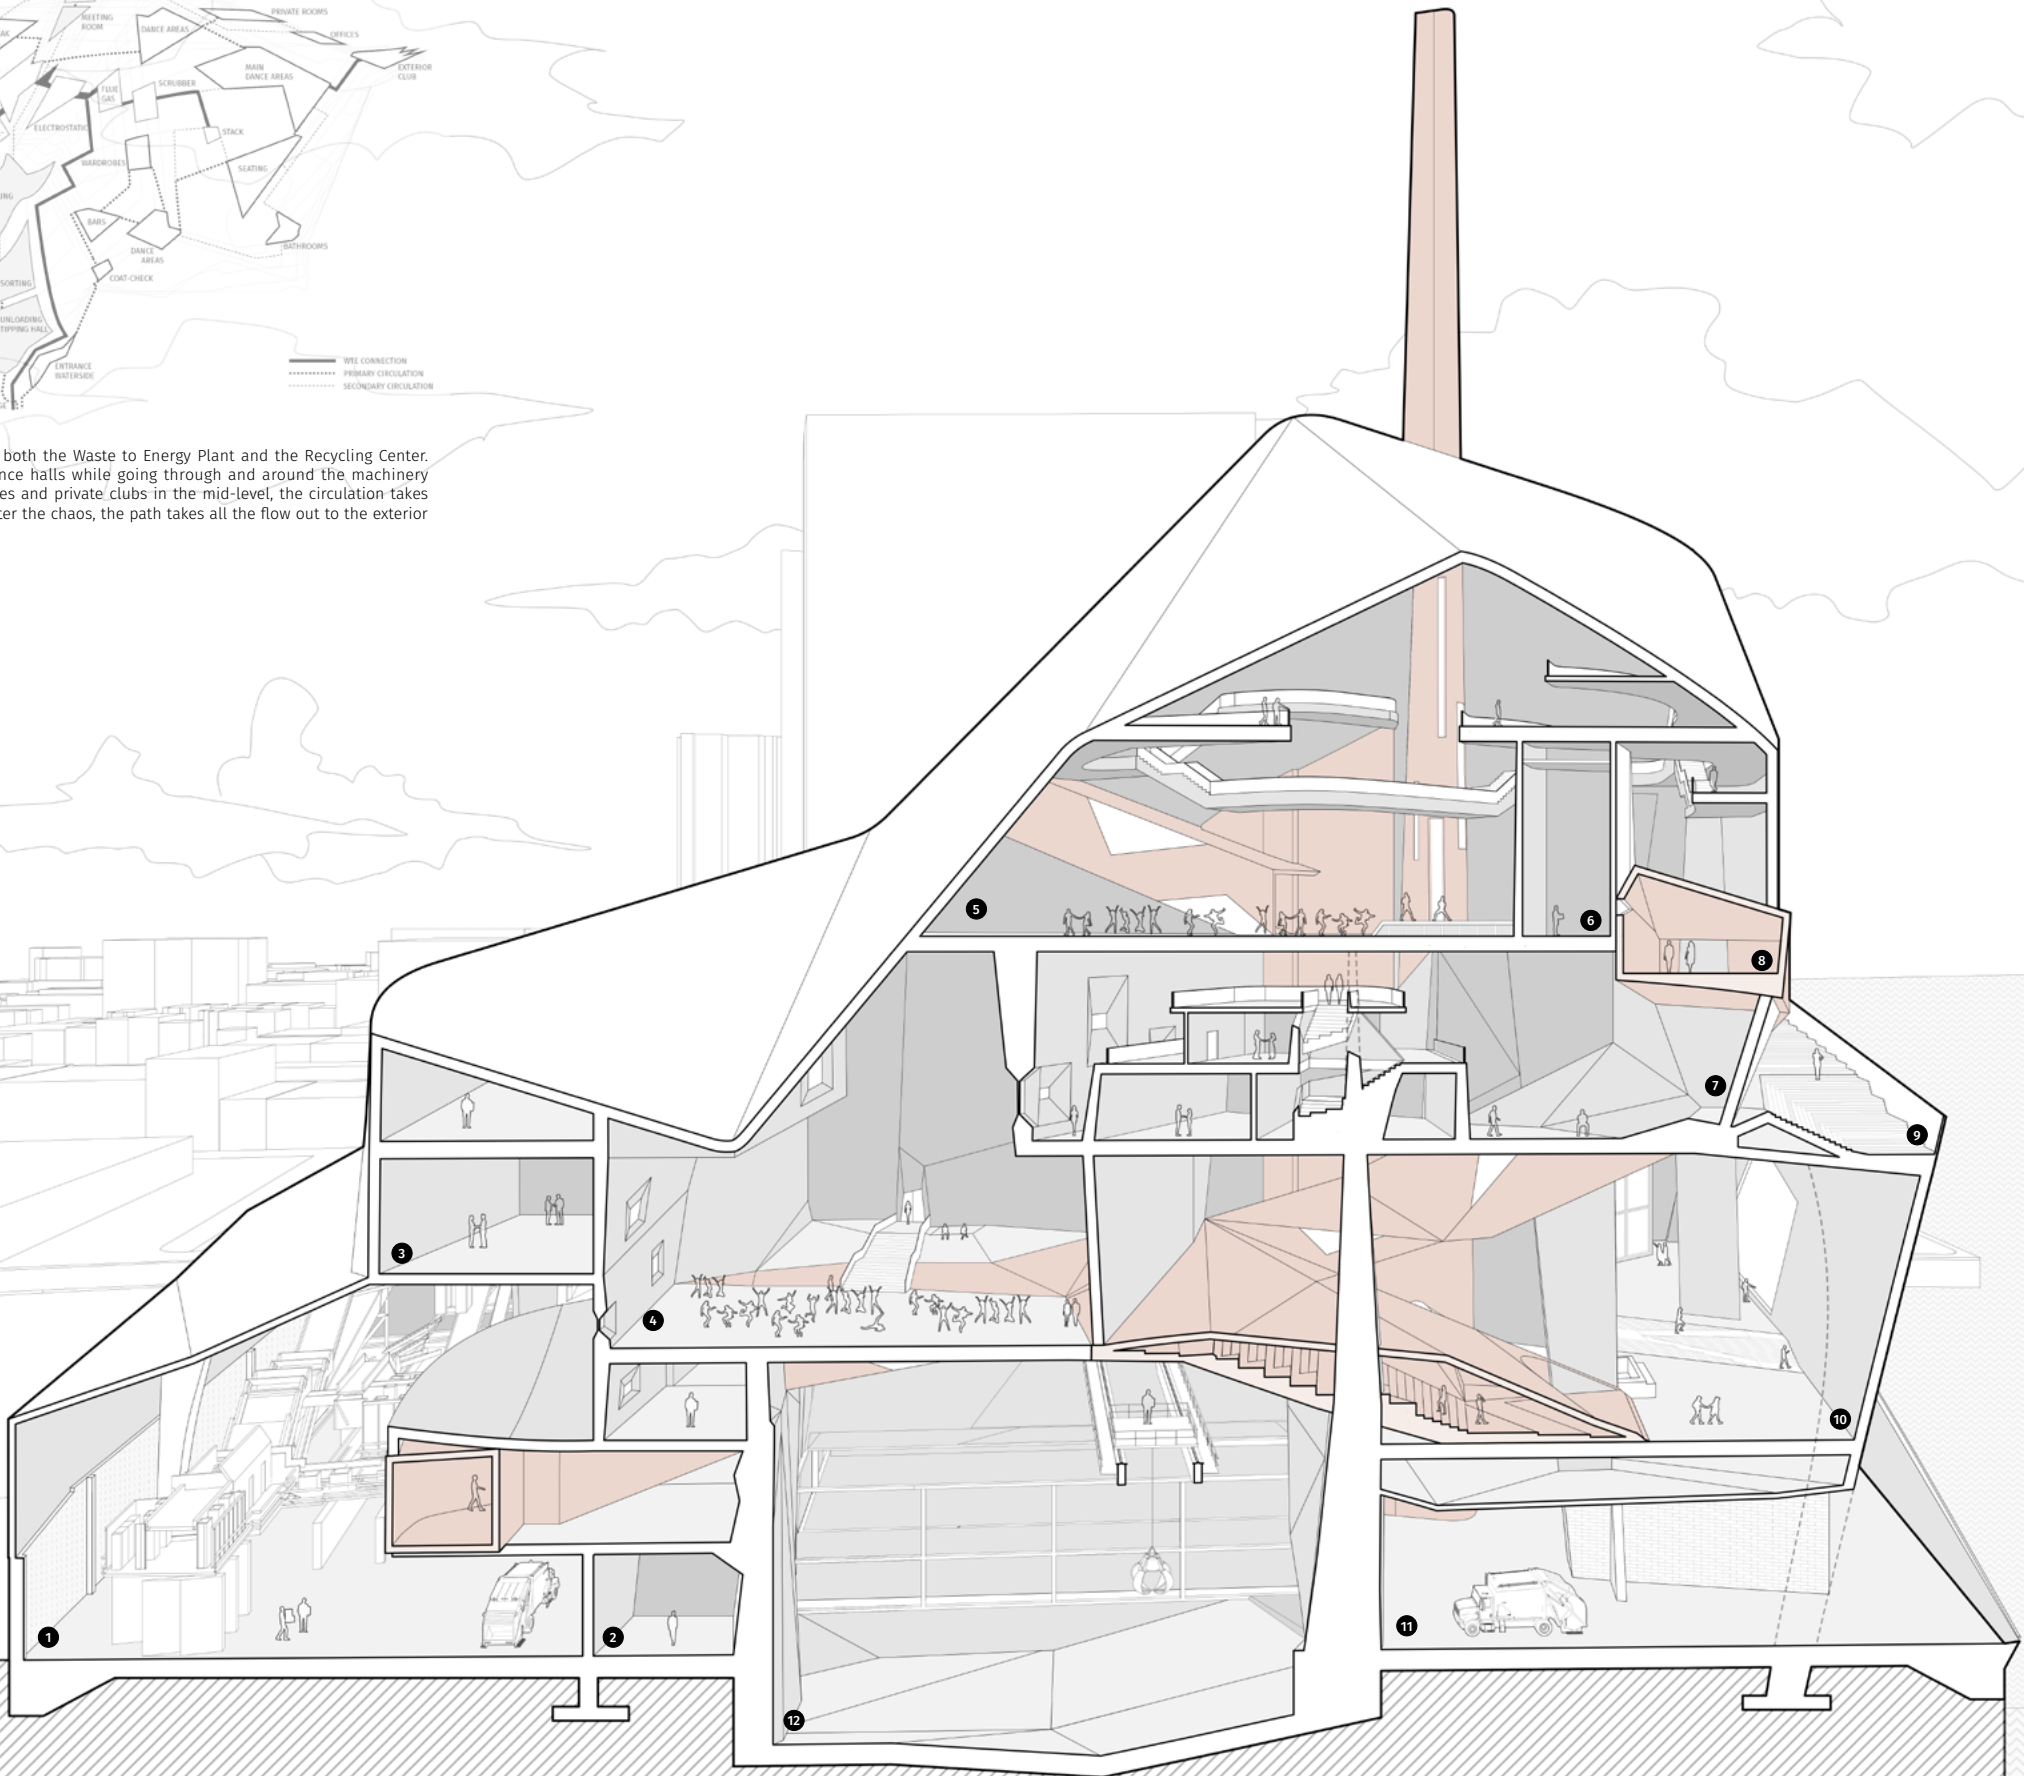 MEETING
ROOM
DANCE AREAS
PRIVATE ROOMS
OFFICES
AK
MAIN
DANCE AREAS
EXTERIOR
CLUB
FLUE
GAS
SCRUBBER
ELECTROSTATIC
STACK
WARDROBES
SEATING
ING
BARS
DANCE
AREAS
BATHROOMS
COAT-CHECK
SORTING
UNLOADING
TIPPING HALL
ENTRANCE
WATERSIDE
GE
WTE CONNECTION
PRIMARY CIRCULATION
SECONDARY CIRCULATION
both the Waste to Energy Plant and the Recycling Center.
nce halls while going through and around the machinery
es and private clubs in the mid-level, the circulation takes
ter the chaos, the path takes all the flow out to the exterior
5
6
8
7
9
3
4
10
11
1
2
12